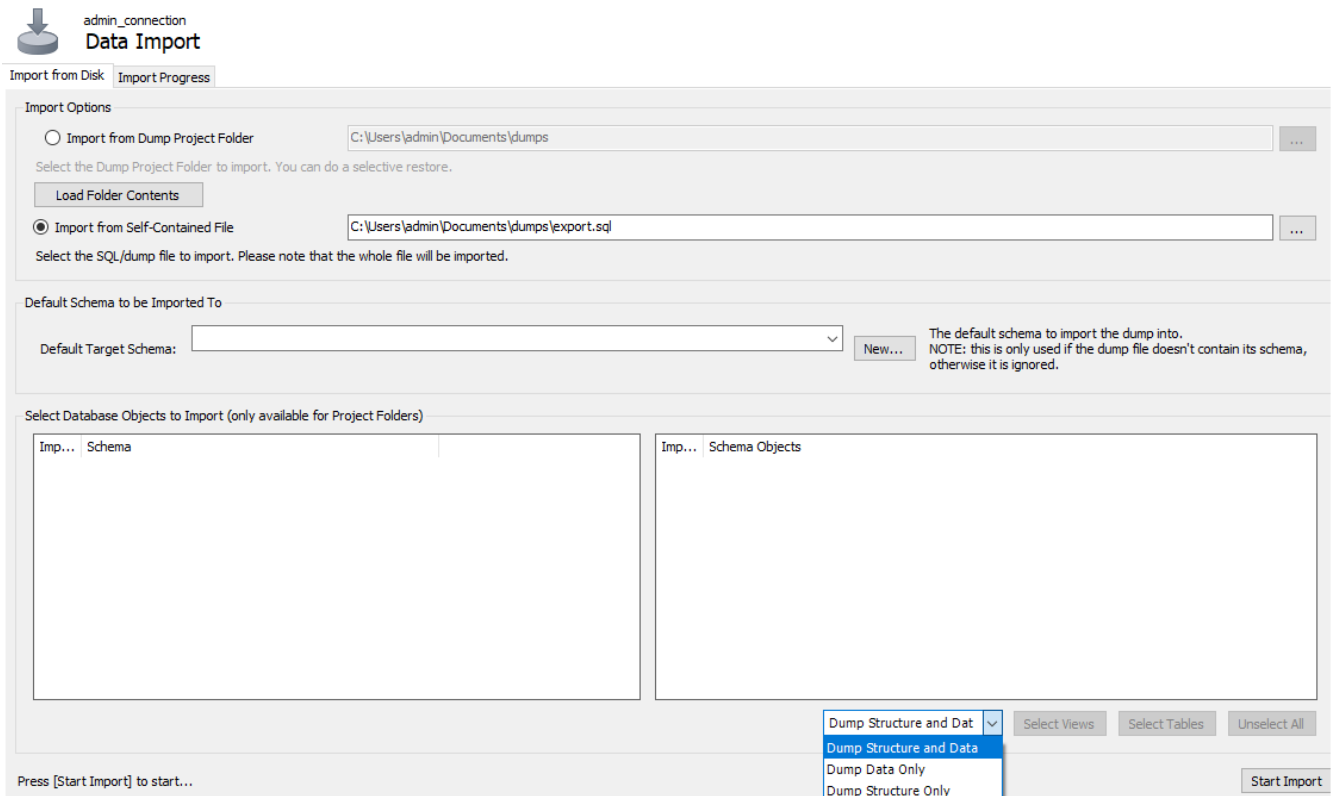 admin_connection
Data Import
Import from Disk
Import Progress
Import Options
Import from Dump Project Folder
C:\Users\admin\Documents\dumps
...
Select the Dump Project Folder to import. You can do a selective restore.
Load Folder Contents
Import from Self-Contained File
C:\Users\admin\Documents\dumps\export.sql
...
Select the SQL/dump file to import. Please note that the whole file will be imported.
Default Schema to be Imported To
Default Target Schema:
New...
The default schema to import the dump into.
NOTE: this is only used if the dump file doesn't contain its schema,
otherwise it is ignored.
Select Database Objects to Import (only available for Project Folders)
Imp... Schema
Imp... Schema Objects
Dump Structure and Dat
Select Views
Select Tables
Unselect All
Dump Structure and Data
Dump Data Only
Dump Structure Only
Press [Start Import] to start...
Start Import